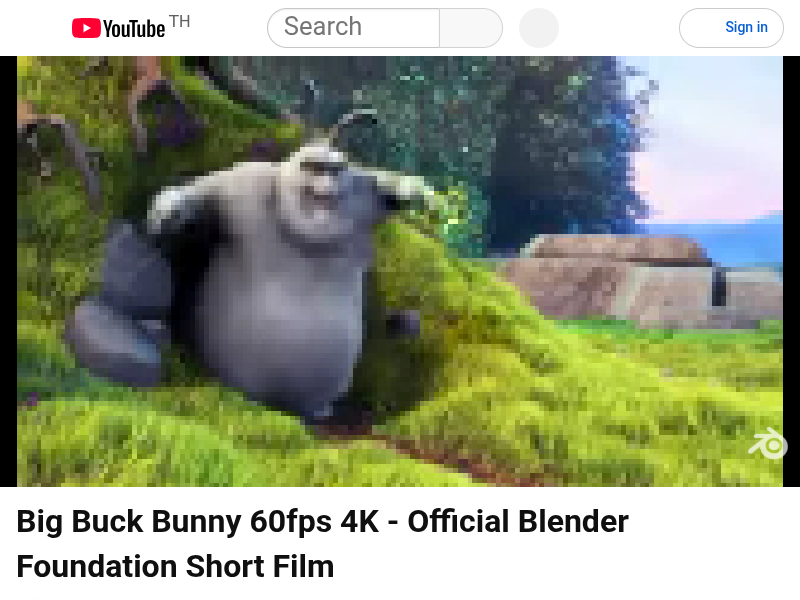 YouTube TH
Search
Sign in
Big Buck Bunny 60fps 4K - Official Blender
Foundation Short Film